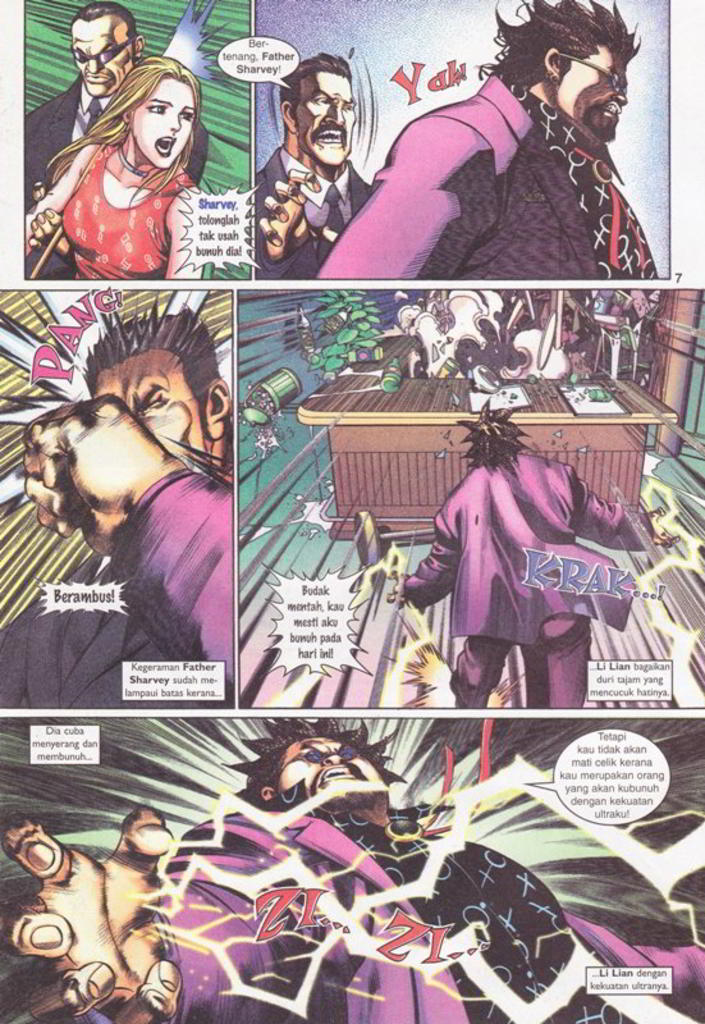 Sharvey,
tolonglah
tak usah
bunuh dia!
Ber-
tenang, Father
Sharvey!
Yak!
7
PANG!
Berambus!
Kegeraman Father
Sharvey sudah me-
lampaui batas kerana...
Budak
mentah, kau
mesti aku
bunuh pada
hari ini!
KRAK...!
...Li Lian bagaikan
duri tajam yang
mencucuk hatinya.
Dia cuba
menyerang dan
membunuh...
Tetapi
kau tidak akan
mati celik kerana
kau merupakan orang
yang akan kubunuh
dengan kekuatan
ultraku!
ZI...
ZI...
...Li Lian dengan
kekuatan ultranya.